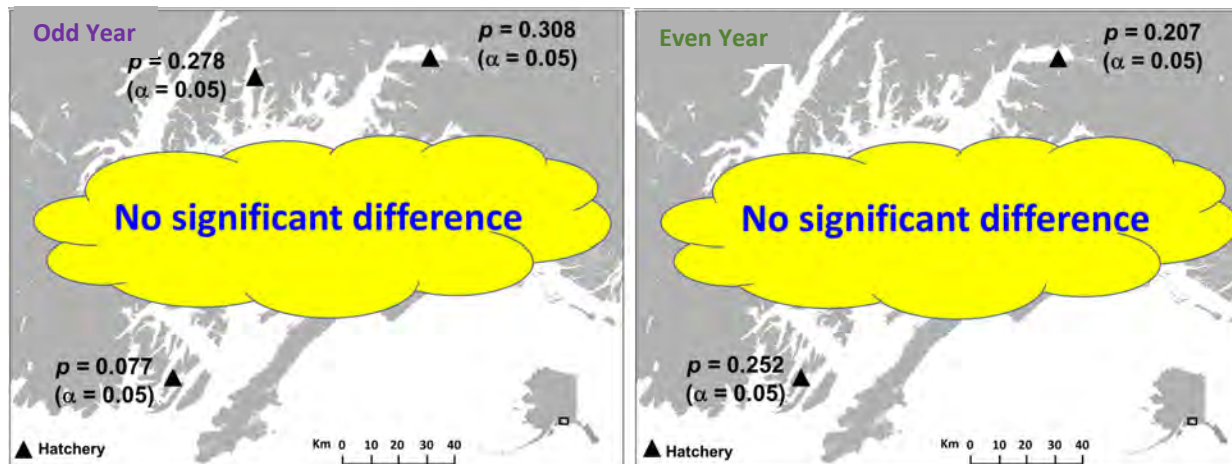 Odd Year
p = 0.278
(α = 0.05)
p = 0.308
(α = 0.05)
No significant difference
p = 0.077
(α = 0.05)
Hatchery
Km 0 10 20 30 40
Even Year
p = 0.207
(α = 0.05)
No significant difference
p = 0.252
(α = 0.05)
Hatchery
Km 0 10 20 30 40